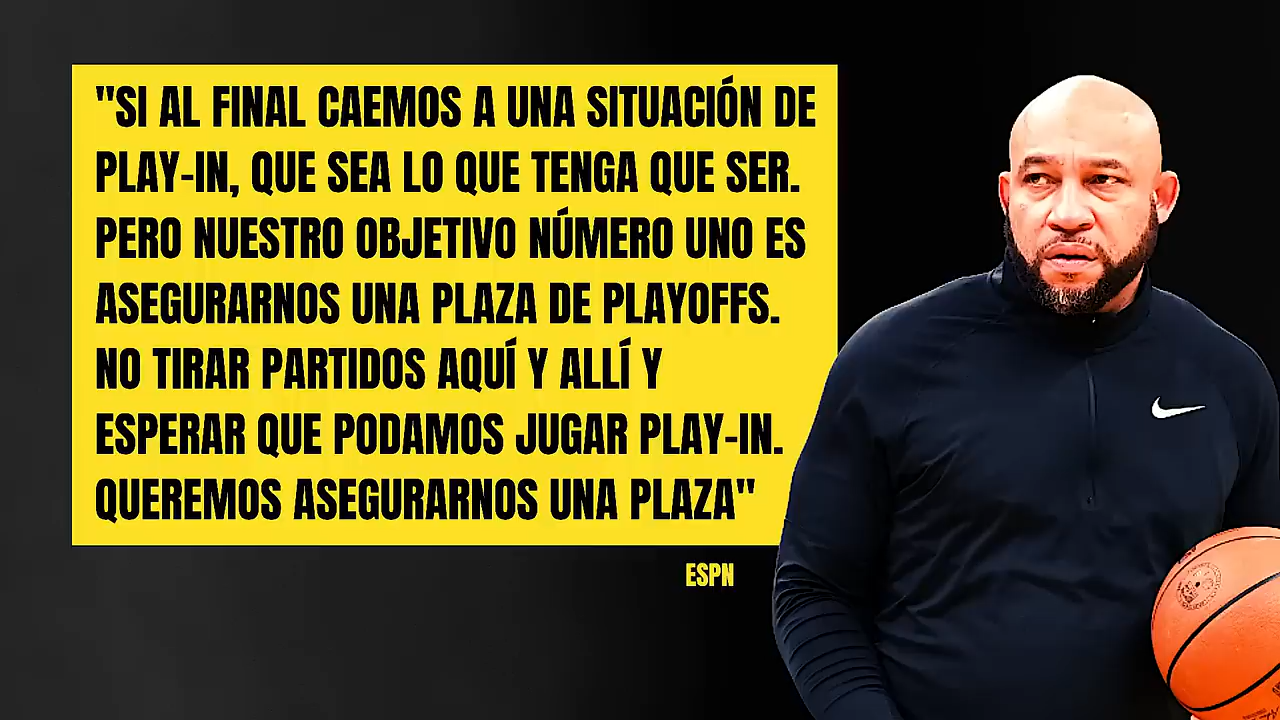 "SI AL FINAL CAEMOS A UNA SITUACIÓN DE
PLAY-IN, QUE SEA LO QUE TENGA QUE SER.
PERO NUESTRO OBJETIVO NÚMERO UNO ES
ASEGURARNOS UNA PLAZA DE PLAYOFFS.
NO TIRAR PARTIDOS AQUÍ Y ALLÍ Y
ESPERAR QUE PODAMOS JUGAR PLAY-IN.
QUEREMOS ASEGURARNOS UNA PLAZA"
ESPN